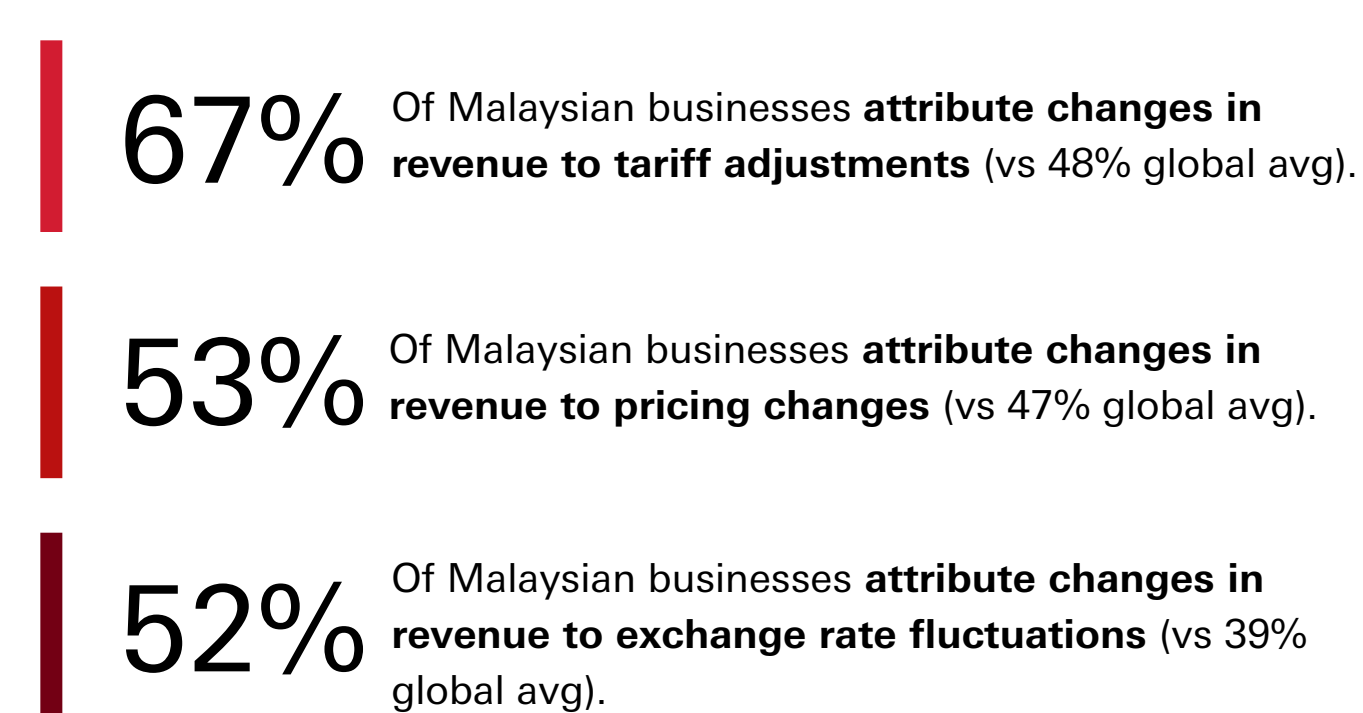 67%
Of Malaysian businesses attribute changes in
revenue to tariff adjustments (vs 48% global avg).
53%
Of Malaysian businesses attribute changes in
revenue to pricing changes (vs 47% global avg).
52%
Of Malaysian businesses attribute changes in
revenue to exchange rate fluctuations (vs 39%
global avg).